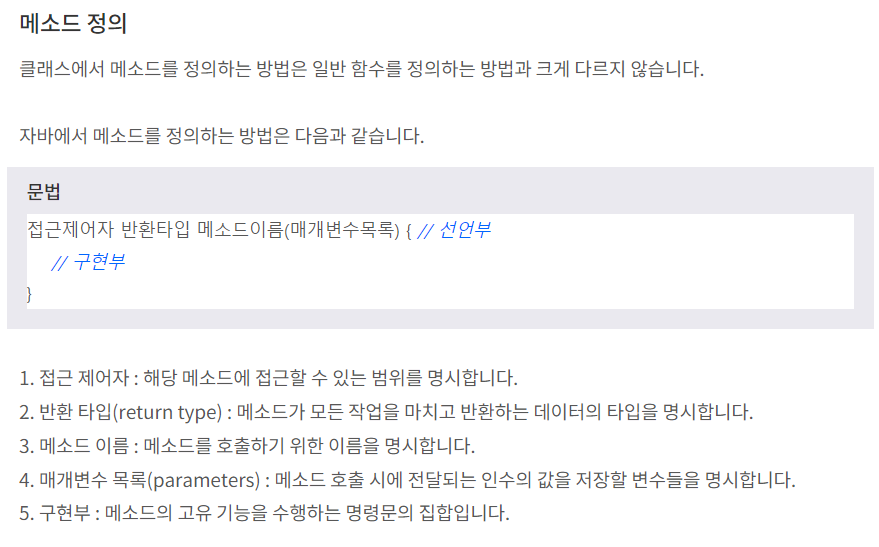 메소드 정의
클래스에서 메소드를 정의하는 방법은 일반 함수를 정의하는 방법과 크게 다르지 않습니다.
자바에서 메소드를 정의하는 방법은 다음과 같습니다.
문법
접근제어자 반환타입 메소드이름(매개변수목록) { // 선언부
// 구현부
}
1. 접근 제어자 : 해당 메소드에 접근할 수 있는 범위를 명시합니다.
2. 반환 타입(return type) : 메소드가 모든 작업을 마치고 반환하는 데이터의 타입을 명시합니다.
3. 메소드 이름 : 메소드를 호출하기 위한 이름을 명시합니다.
4. 매개변수 목록(parameters) : 메소드 호출 시에 전달되는 인수의 값을 저장할 변수들을 명시합니다.
5. 구현부 : 메소드의 고유 기능을 수행하는 명령문의 집합입니다.